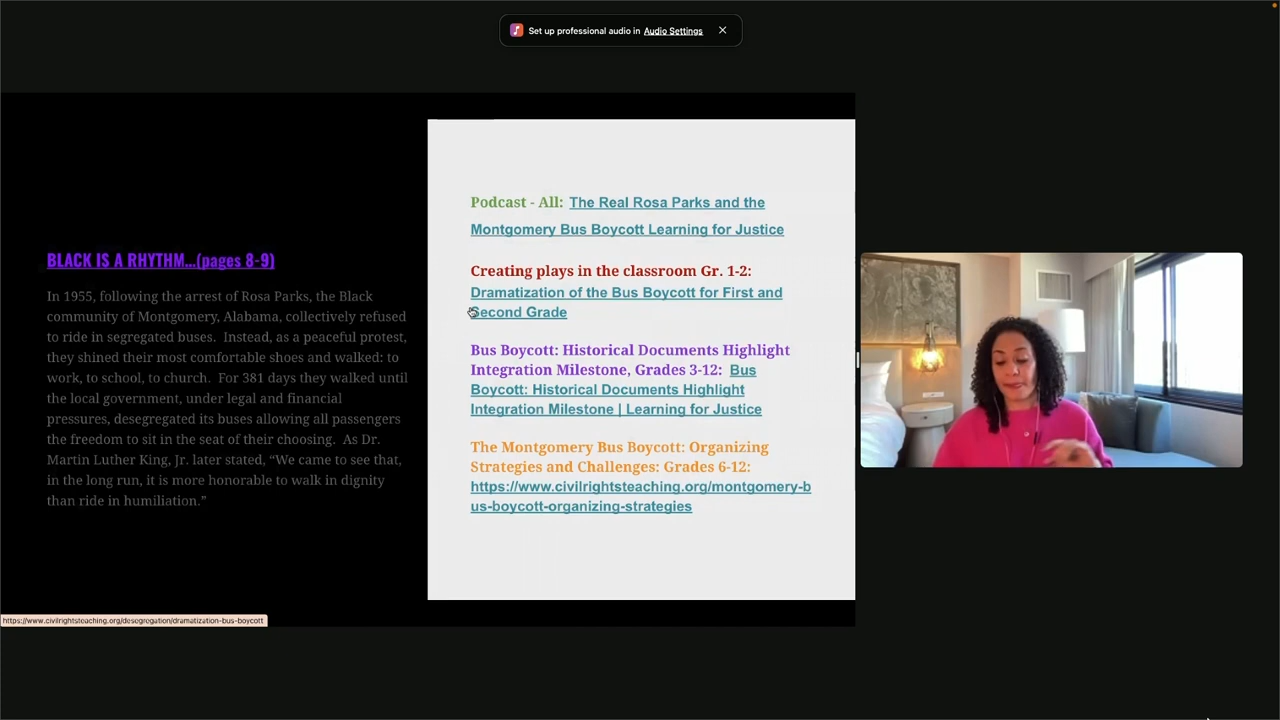 Set up professional audio in Audio Settings
BLACK IS A RHYTHM...(pages 8-9)
In 1955, following the arrest of Rosa Parks, the Black
community of Montgomery, Alabama, collectively refused
to ride in segregated buses. Instead, as a peaceful protest,
they shined their most comfortable shoes and walked: to
work, to school, to church. For 381 days they walked until
the local government, under legal and financial
pressures, desegregated its buses allowing all passengers
the freedom to sit in the seat of their choosing. As Dr.
Martin Luther King, Jr. later stated, “We came to see that,
in the long run, it is more honorable to walk in dignity
than ride in humiliation.”
Podcast - All: The Real Rosa Parks and the
Montgomery Bus Boycott Learning for Justice
Creating plays in the classroom Gr. 1-2:
Dramatization of the Bus Boycott for First and
Second Grade
Bus Boycott: Historical Documents Highlight
Integration Milestone, Grades 3-12: Bus
Boycott: Historical Documents Highlight
Integration Milestone | Learning for Justice
The Montgomery Bus Boycott: Organizing
Strategies and Challenges: Grades 6-12:
https://www.civilrightsteaching.org/montgomery-b
us-boycott-organizing-strategies
https://www.civilrightsteaching.org/desegregation/dramatization-bus-boycott